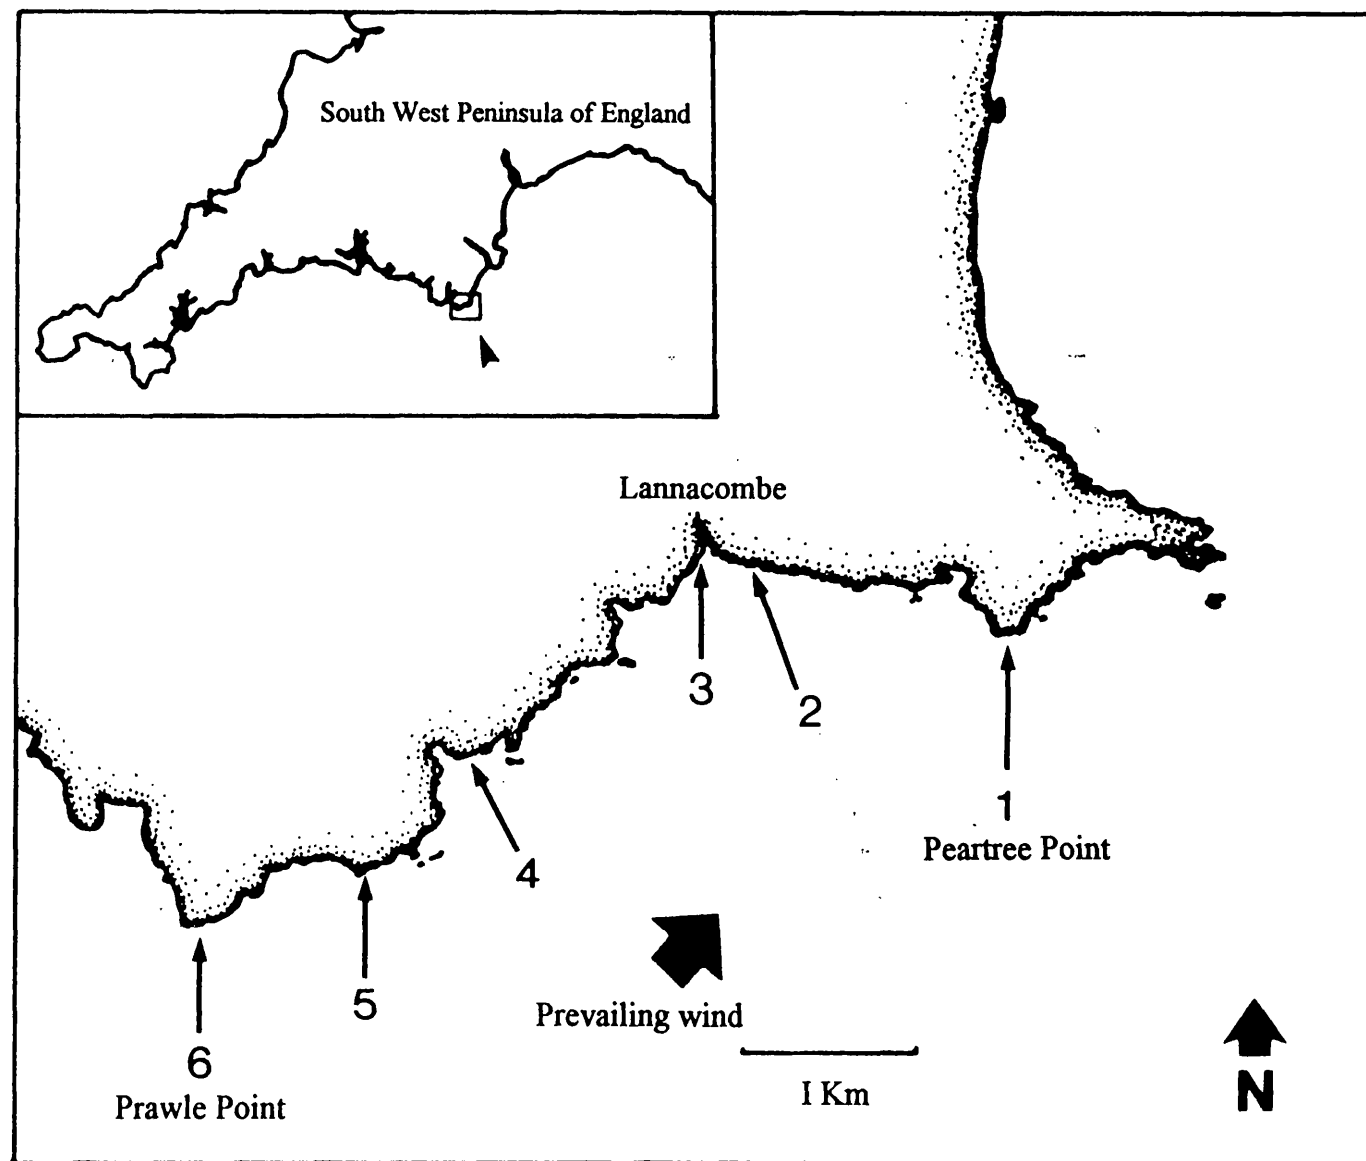 South West Peninsula of England
Lannacombe
3
2
1
Peartree Point
4
5
Prevailing wind
6
Prawle Point
I Km
N